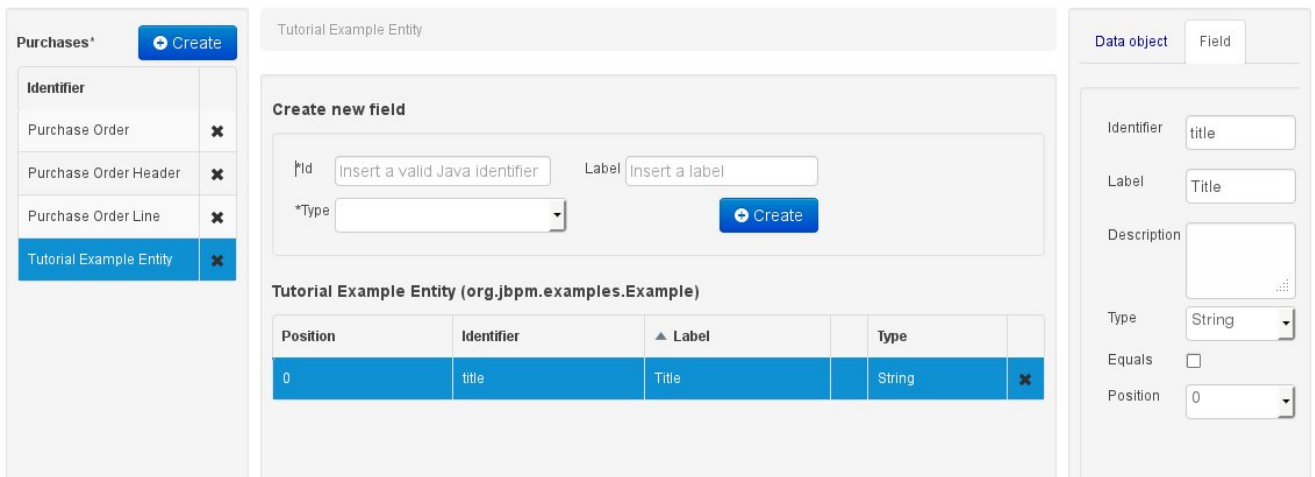 Purchases*
Create
Identifier
Purchase Order
Purchase Order Header
Purchase Order Line
Tutorial Example Entity
Tutorial Example Entity
Create new field
*Id Insert a valid Java identifier Label Insert a label
*Type
Create
Tutorial Example Entity (org.jbpm.examples.Example)
Position Identifier Label Type
0 title Title String
Data object Field
Identifier title
Label Title
Description
Type String
Equals
Position 0